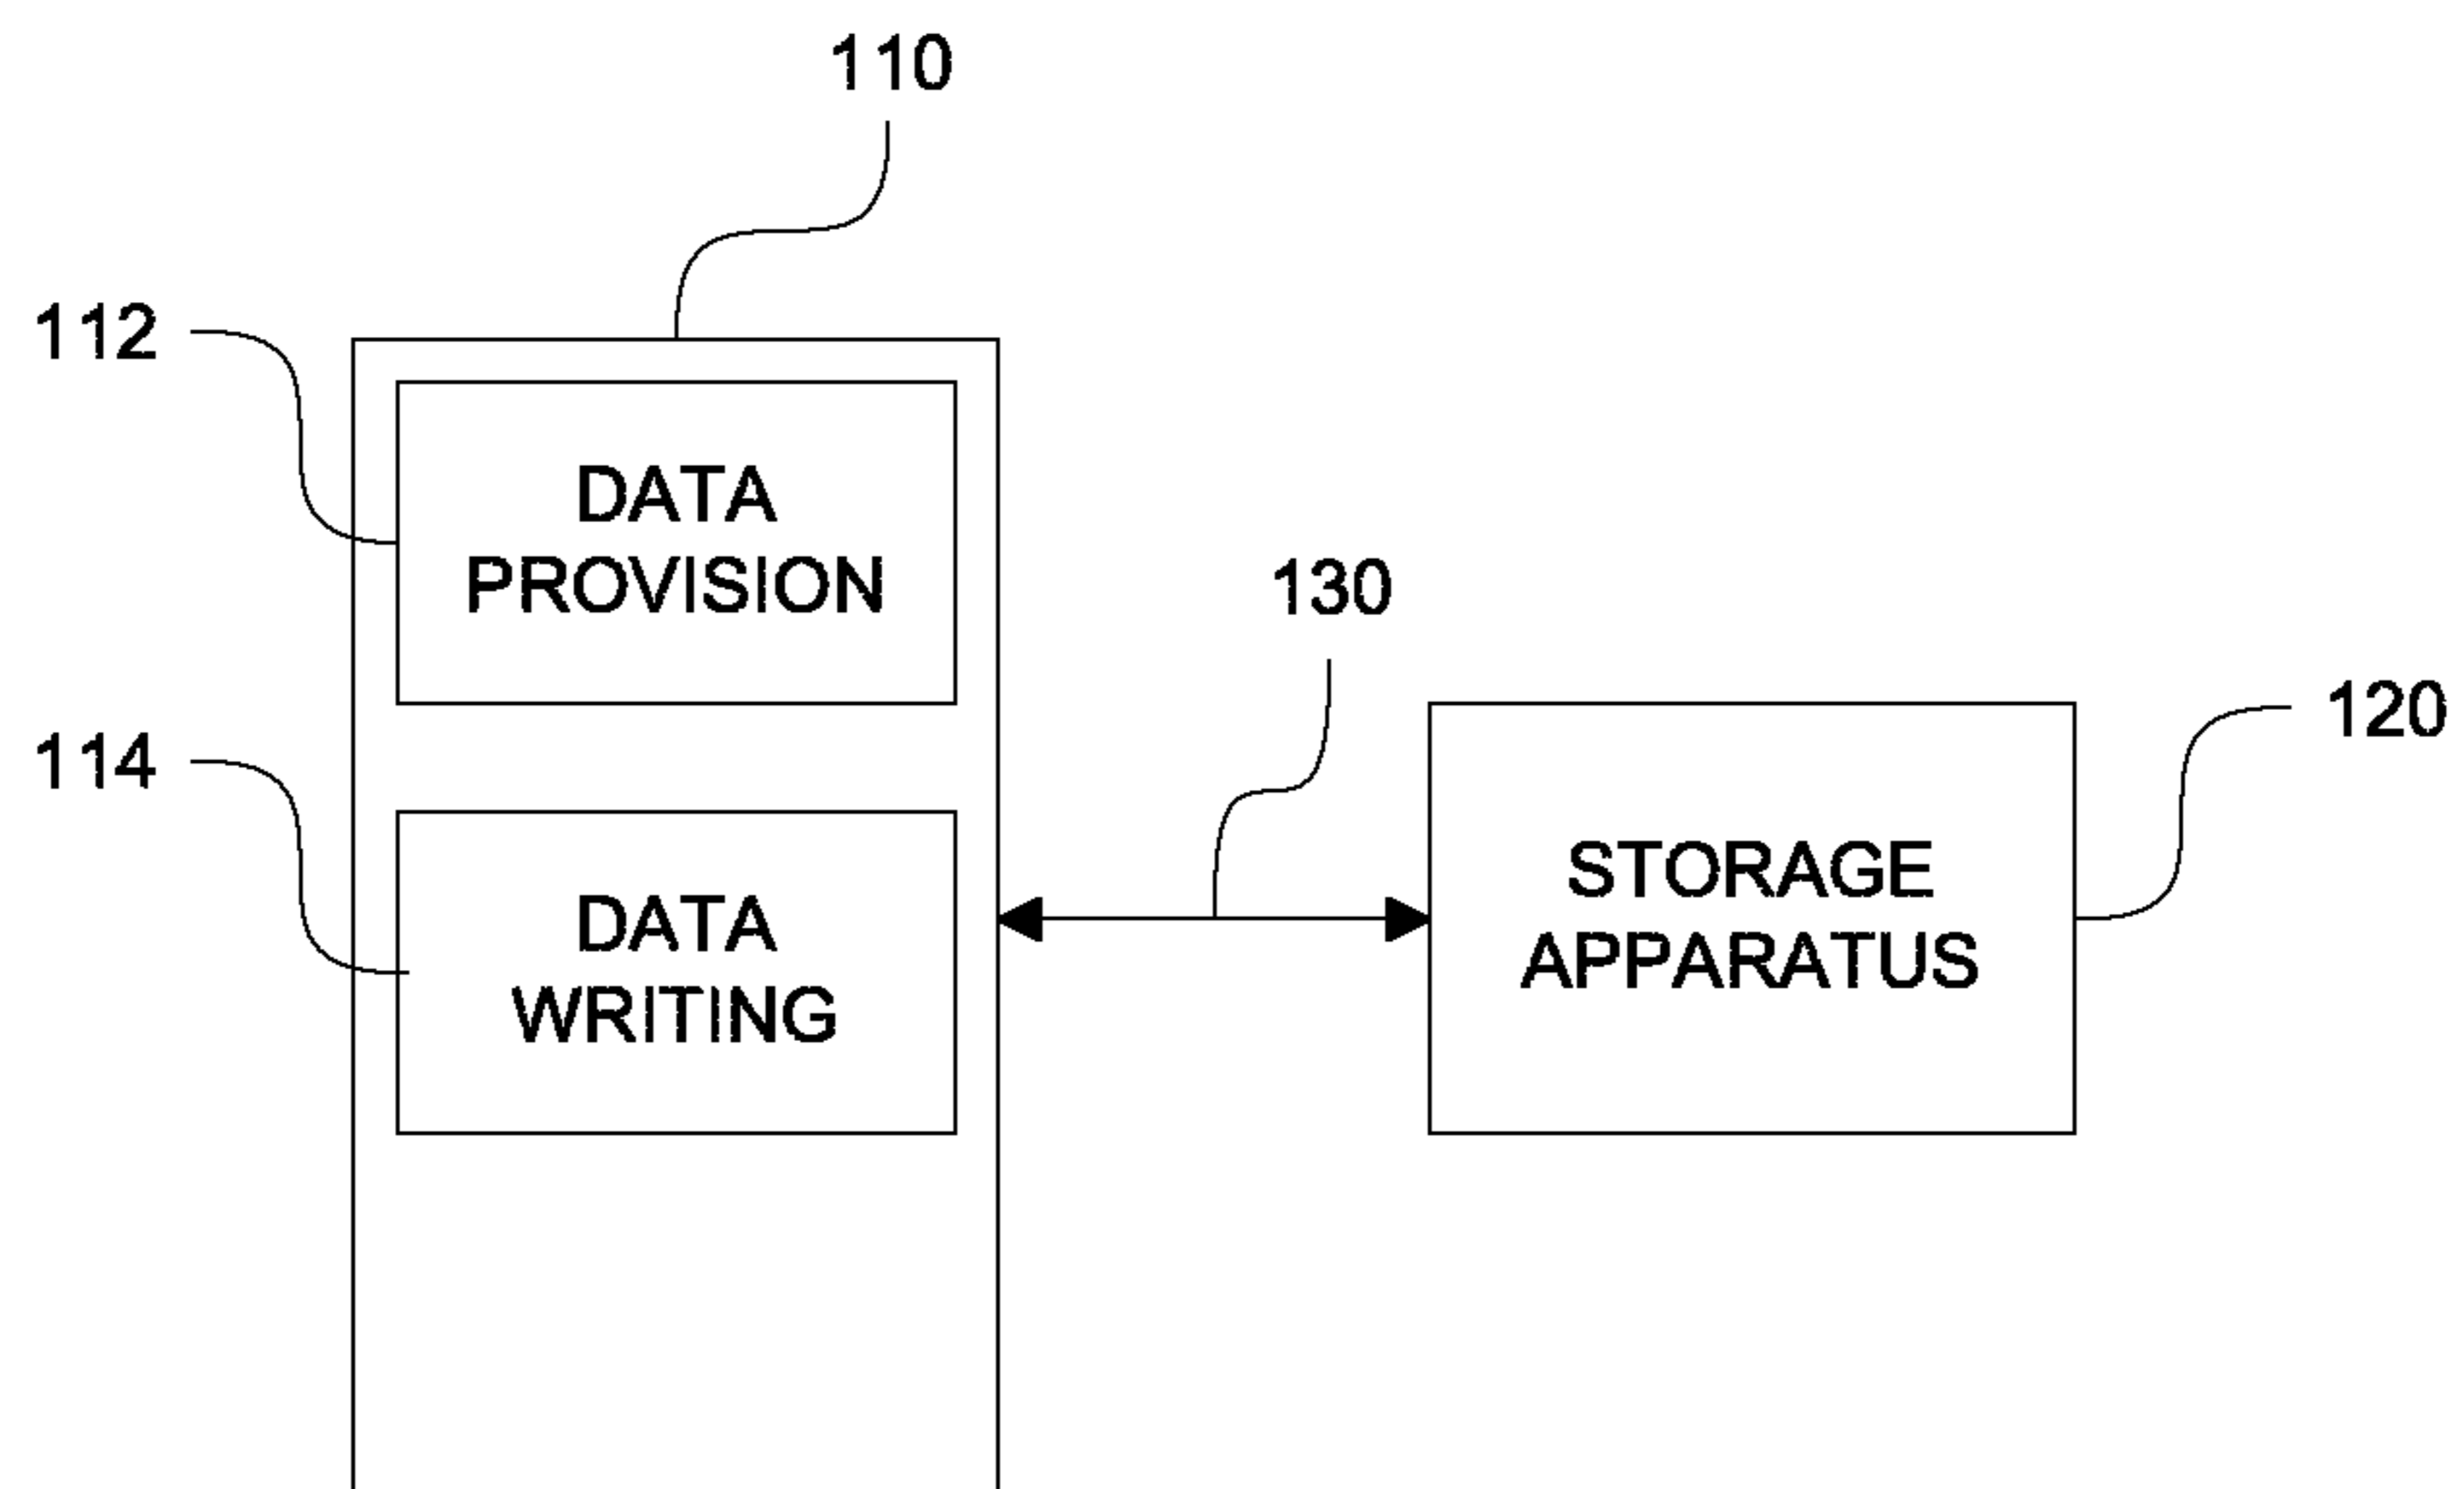 110
112
DATA
PROVISION
130
120
114
STORAGE
APPARATUS
DATA
WRITING